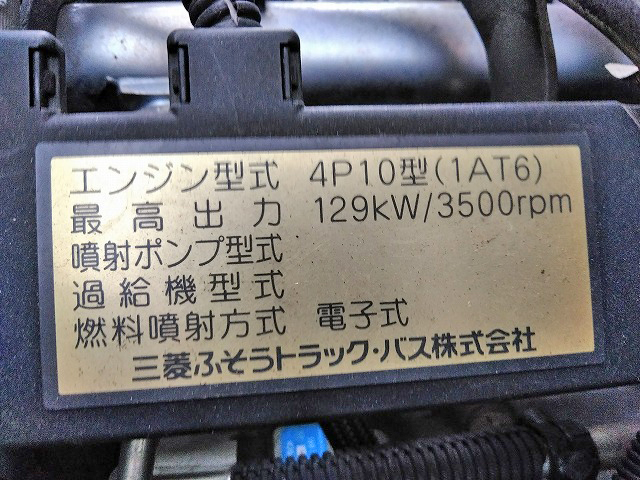 エンジン型式 4P10型(1AT6)
最高出力 129kW/3500rpm
噴射ポンプ型式
過給機型式
燃料噴射方式 電子式
三菱ふそうトラック・バス株式会社